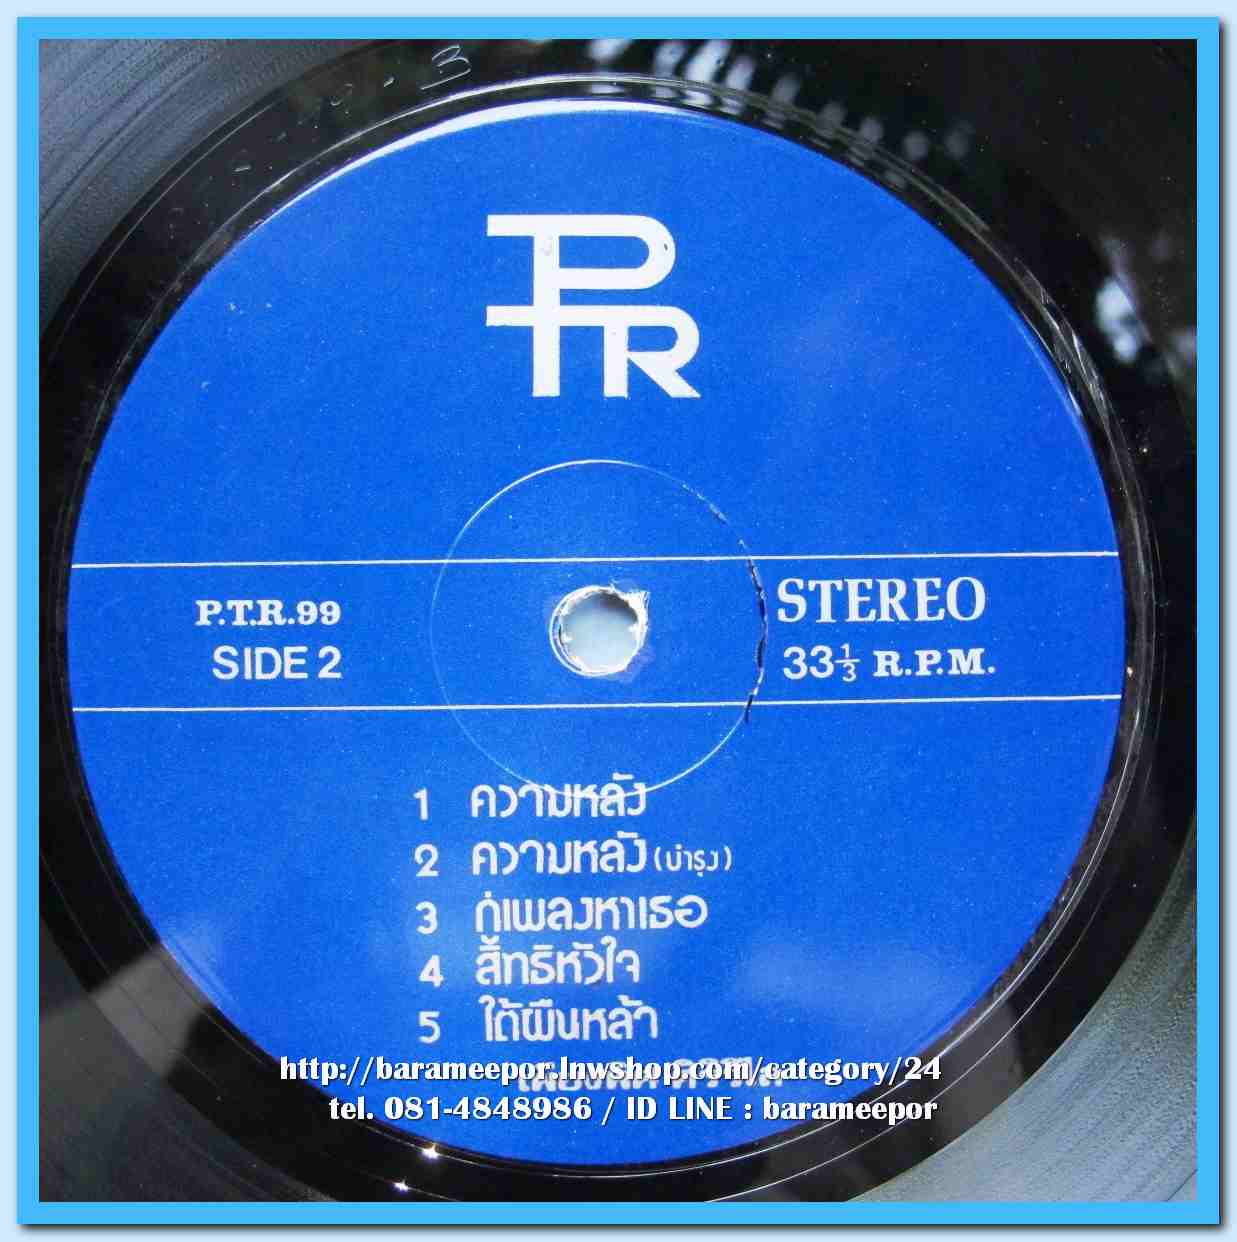 PTR
P.T.R.99
SIDE 2
STEREO
33⅓ R.P.M.
1 ความหลัง
2 ความหลัง (บำรุง)
3 กู่เพลงหาเธอ
4 สิ้ทธิหัวใจ
5 ใต้ผืนหล้า
http://barameepor.lnwshop.com/category/24
tel. 081-4848986 / ID LINE : barameepor